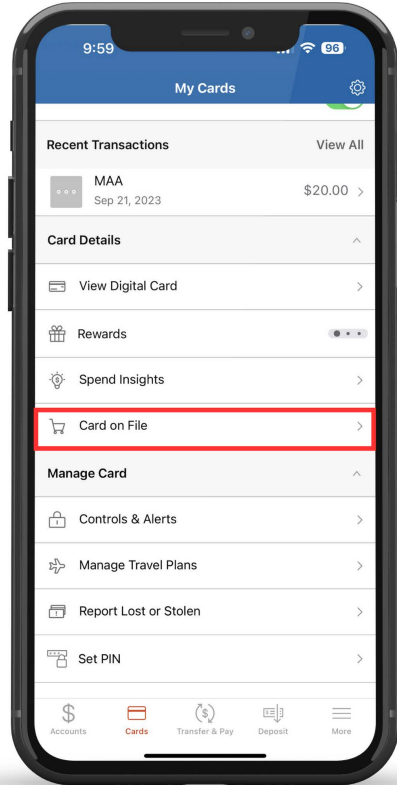 9:59
96
My Cards
Recent Transactions View All
MAA
Sep 21, 2023
$20.00
Card Details
View Digital Card
Rewards
Spend Insights
Card on File
Manage Card
Controls & Alerts
Manage Travel Plans
Report Lost or Stolen
Set PIN
Accounts Cards Transfer & Pay Deposit More